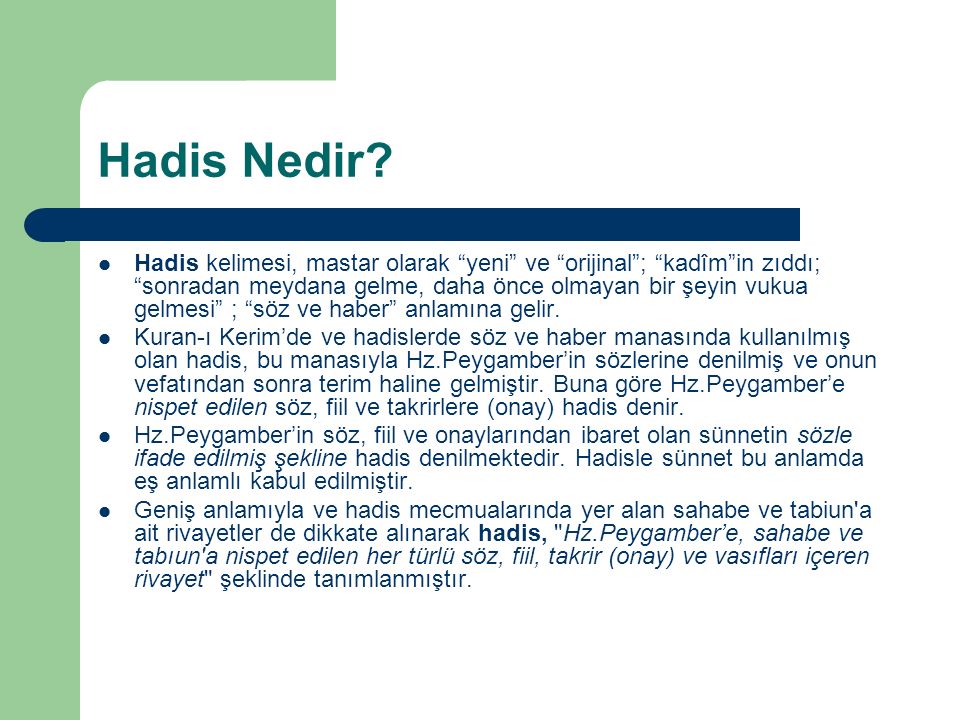 Hadis Nedir?
● Hadis kelimesi, mastar olarak “yeni” ve “orijinal”; “kadîm”in zıddı;
“sonradan meydana gelme, daha önce olmayan bir şeyin vukua
gelmesi” ; “söz ve haber” anlamına gelir.
● Kuran-ı Kerim’de ve hadislerde söz ve haber manasında kullanılmış
olan hadis, bu manasıyla Hz.Peygamber’in sözlerine denilmiş ve onun
vefatından sonra terim haline gelmiştir. Buna göre Hz.Peygamber’e
nispet edilen söz, fiil ve takrirlere (onay) hadis denir.
● Hz.Peygamber’in söz, fiil ve onaylarından ibaret olan sünnetin sözle
ifade edilmiş şekline hadis denilmektedir. Hadisle sünnet bu anlamda
eş anlamlı kabul edilmiştir.
● Geniş anlamıyla ve hadis mecmualarında yer alan sahabe ve tabiun'a
ait rivayetler de dikkate alınarak hadis, "Hz.Peygamber’e, sahabe ve
tabıun'a nispet edilen her türlü söz, fiil, takrir (onay) ve vasıfları içeren
rivayet" şeklinde tanımlanmıştır.